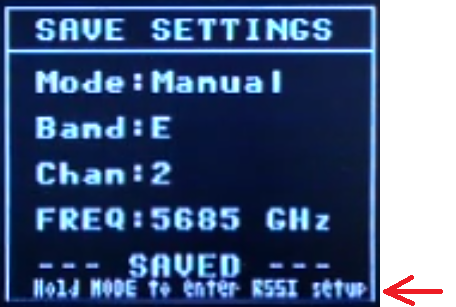 SAVE SETTINGS
Mode:Manual
Band:E
Chan:2
FREQ:5685 GHz
--- SAVED ---
Hold MODE to enter RSSI setup